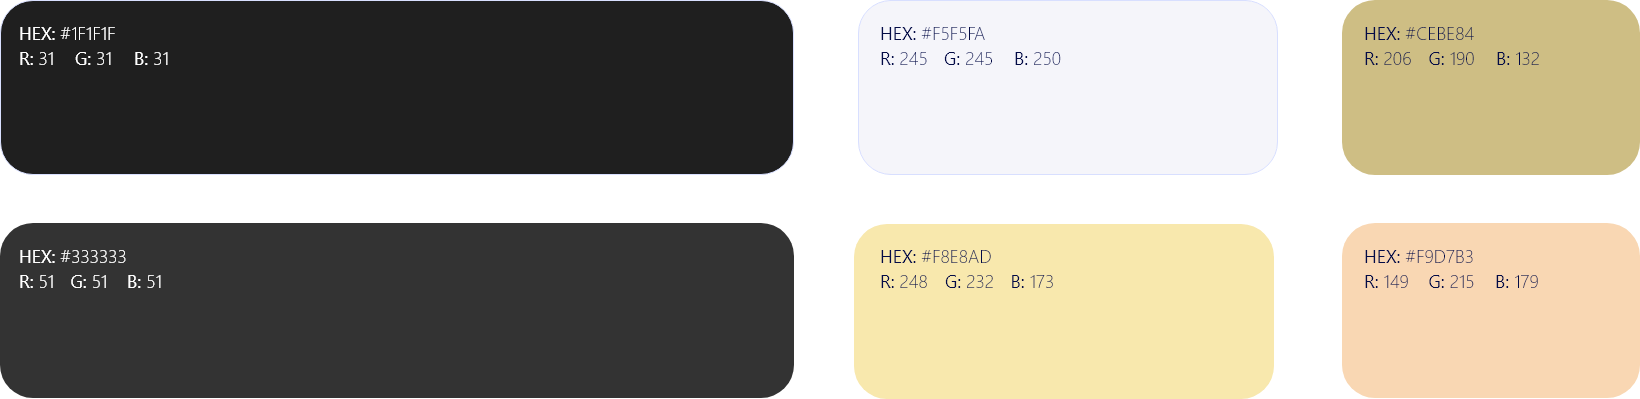 HEX: #1F1F1F
R: 31 G: 31 B: 31
HEX: #F5F5FA
R: 245 G: 245 B: 250
HEX: #CEBE84
R: 206 G: 190 B: 132
HEX: #333333
R: 51 G: 51 B: 51
HEX: #F8E8AD
R: 248 G: 232 B: 173
HEX: #F9D7B3
R: 149 G: 215 B: 179